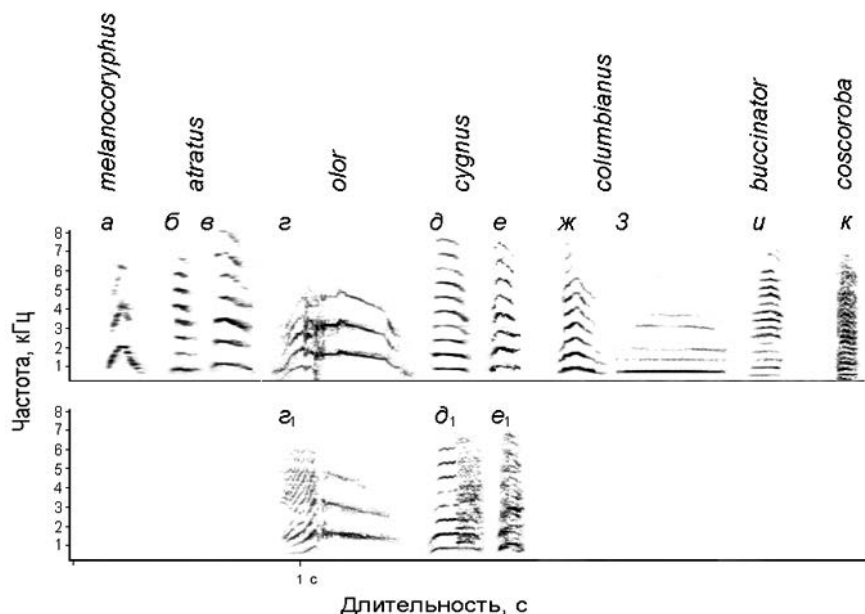 melanocoryphus
atratus
olor
cygnus
columbianus
buccinator
coscoroba
а б в г д е ж З и к
8
7
6
5
4
3
2
1
Частота, кГц
г₁ д₁ е₁
8
7
6
5
4
3
2
1
1 с
Длительность, с